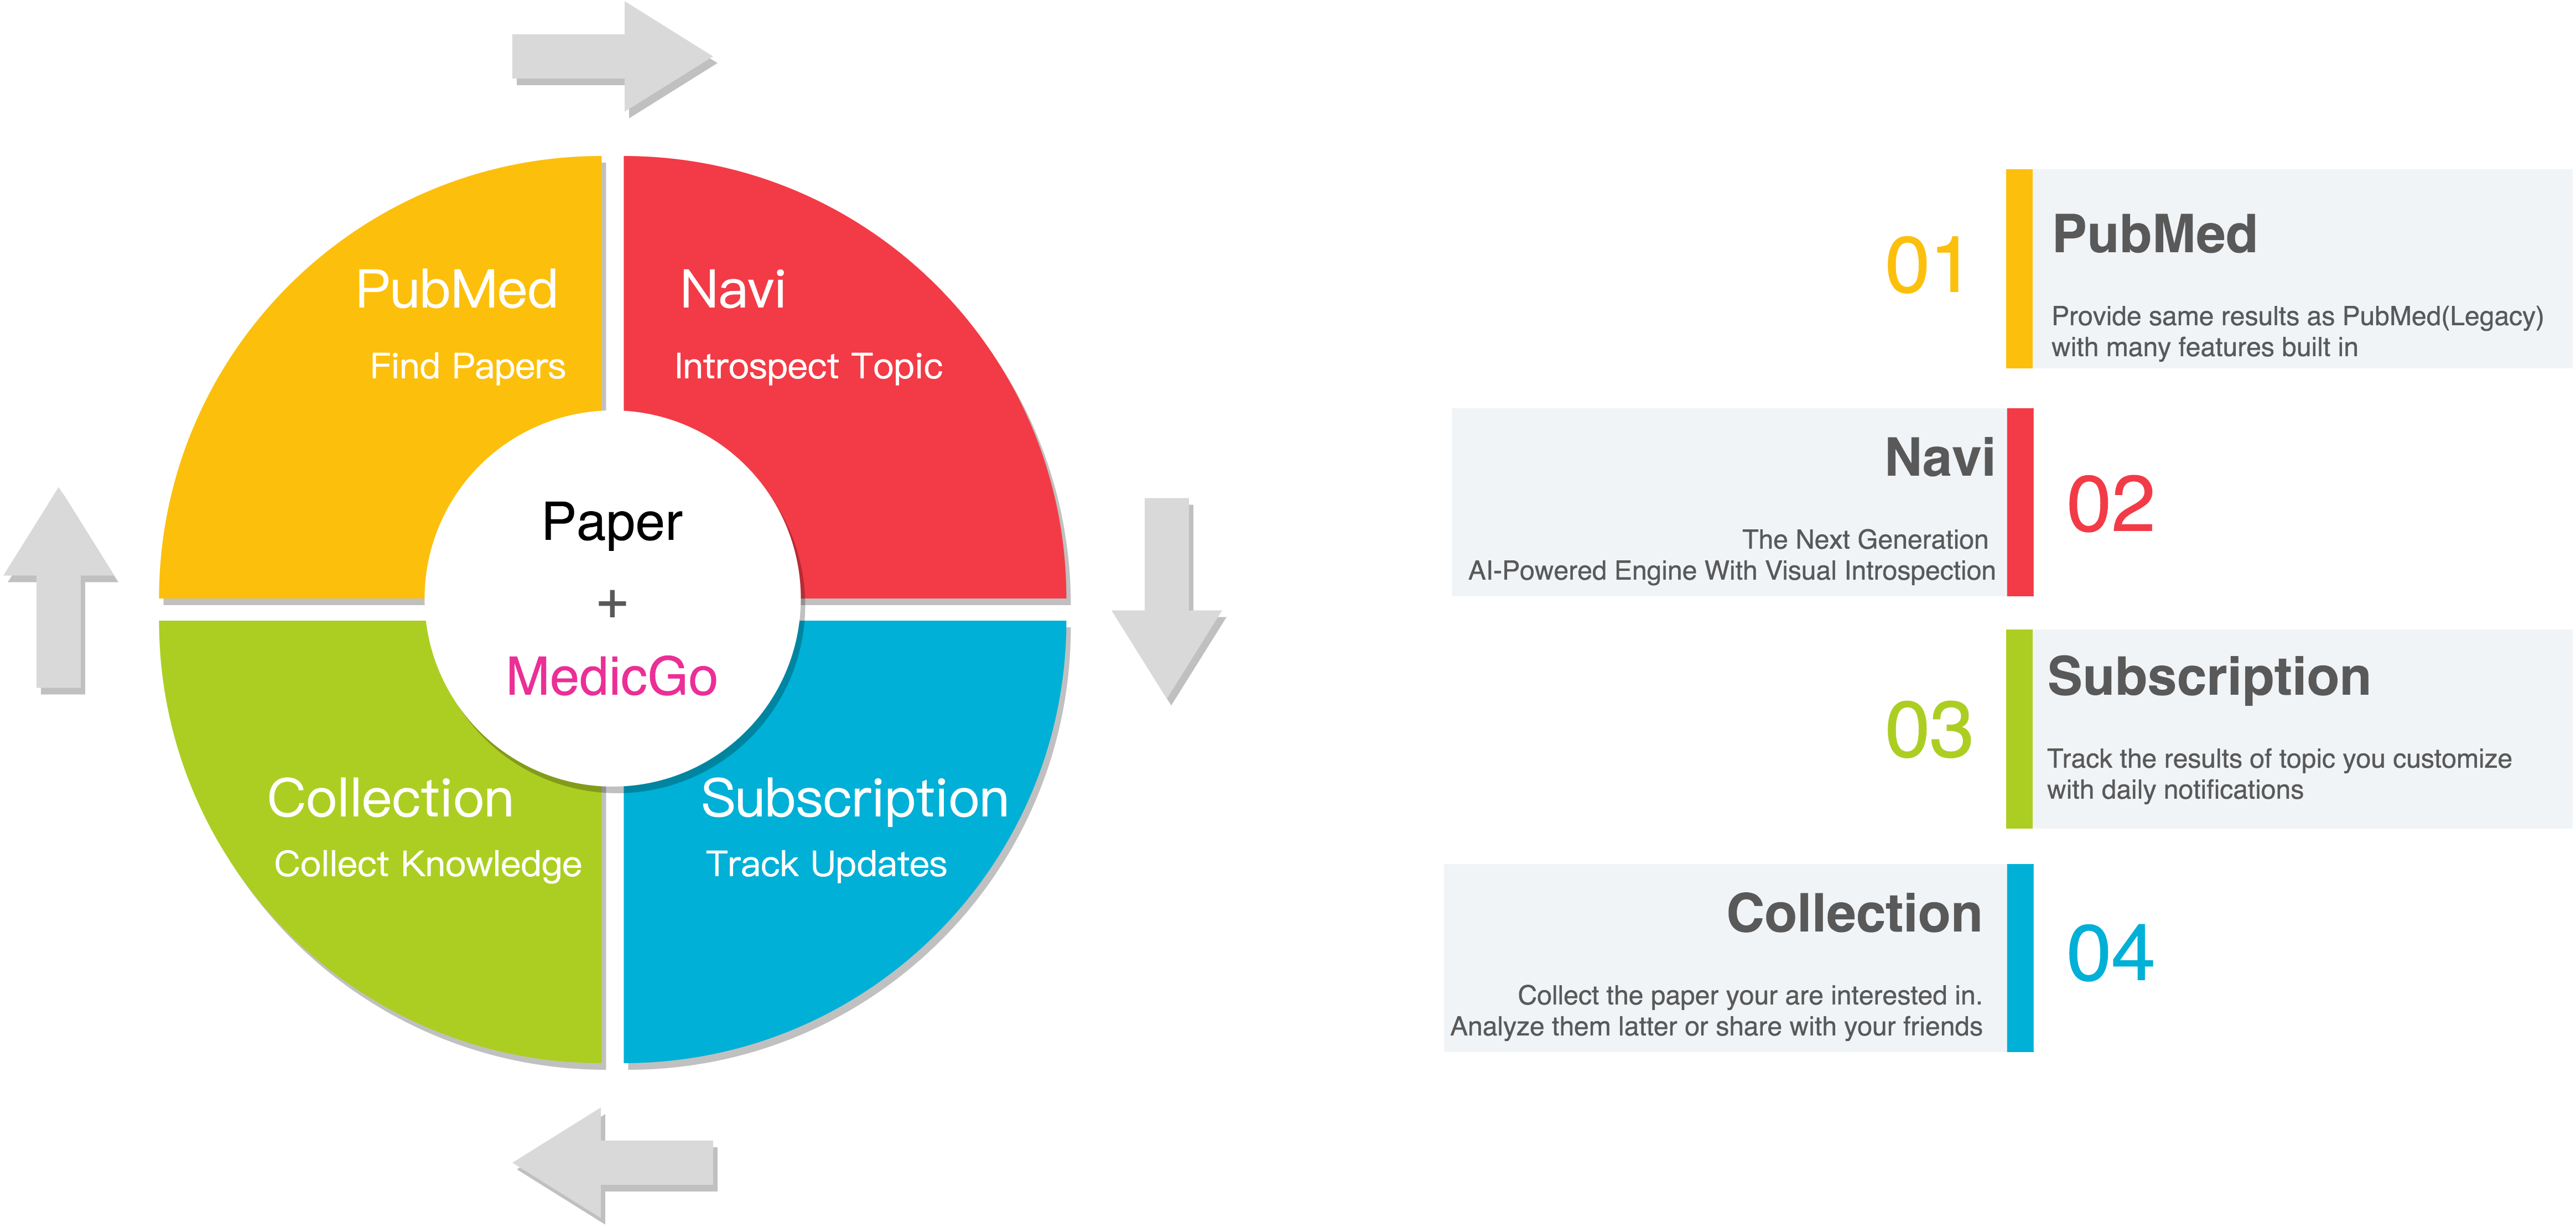 PubMed
Find Papers
Navi
Introspect Topic
Paper
+
MedicGo
Collection
Collect Knowledge
Subscription
Track Updates
01
PubMed
Provide same results as PubMed(Legacy)
with many features built in
Navi
The Next Generation
AI-Powered Engine With Visual Introspection
02
03
Subscription
Track the results of topic you customize
with daily notifications
Collection
Collect the paper your are interested in.
Analyze them latter or share with your friends
04